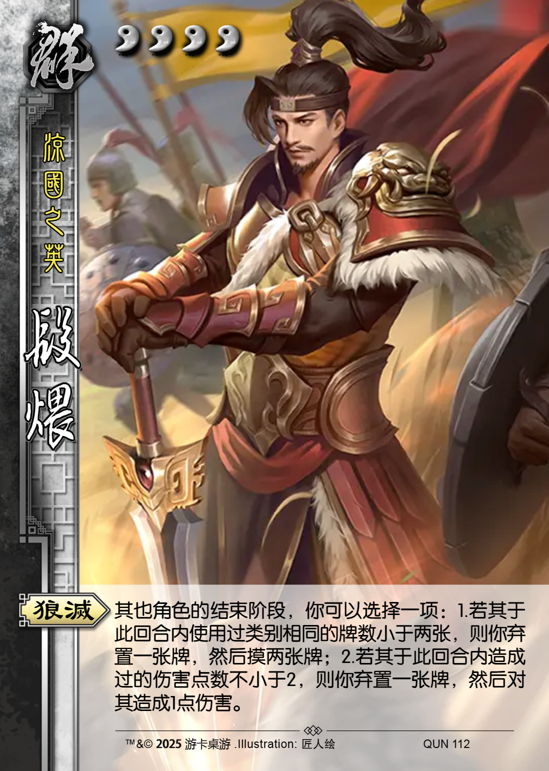 群
涼國之英
段煨
狼滅
其他角色的结束阶段，你可以选择一项：1.若其于
此回合内使用过类别相同的牌数小于两张，则你弃
置一张牌，然后摸两张牌；2.若其于此回合内造成
过的伤害点数不小于2，则你弃置一张牌，然后对
其造成1点伤害。
™&© 2025 游卡桌游 .Illustration: 匠人绘
QUN 112